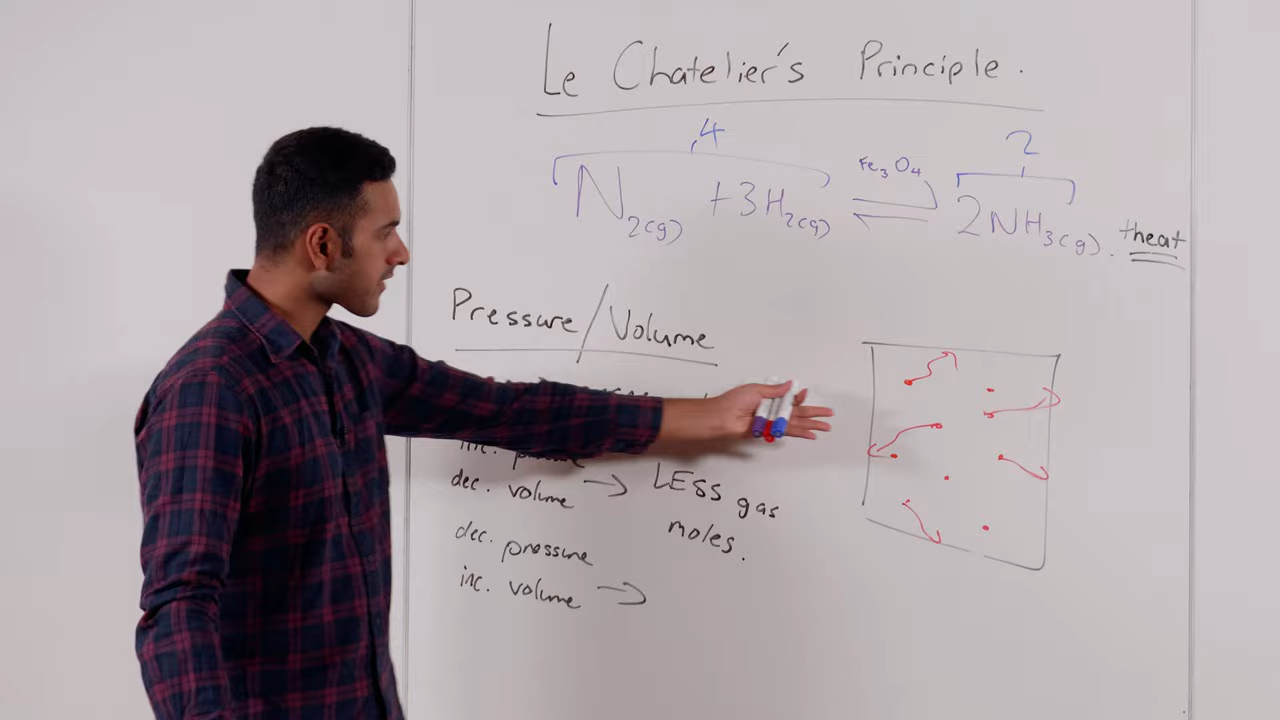 Le Chatelier's Principle.
4 2
N2(g) + 3H2(g) ⇌ Fe3O4 2NH3(g). + heat
Pressure/Volume
dec. volume → LESS gas
moles.
dec. pressure
inc. volume →